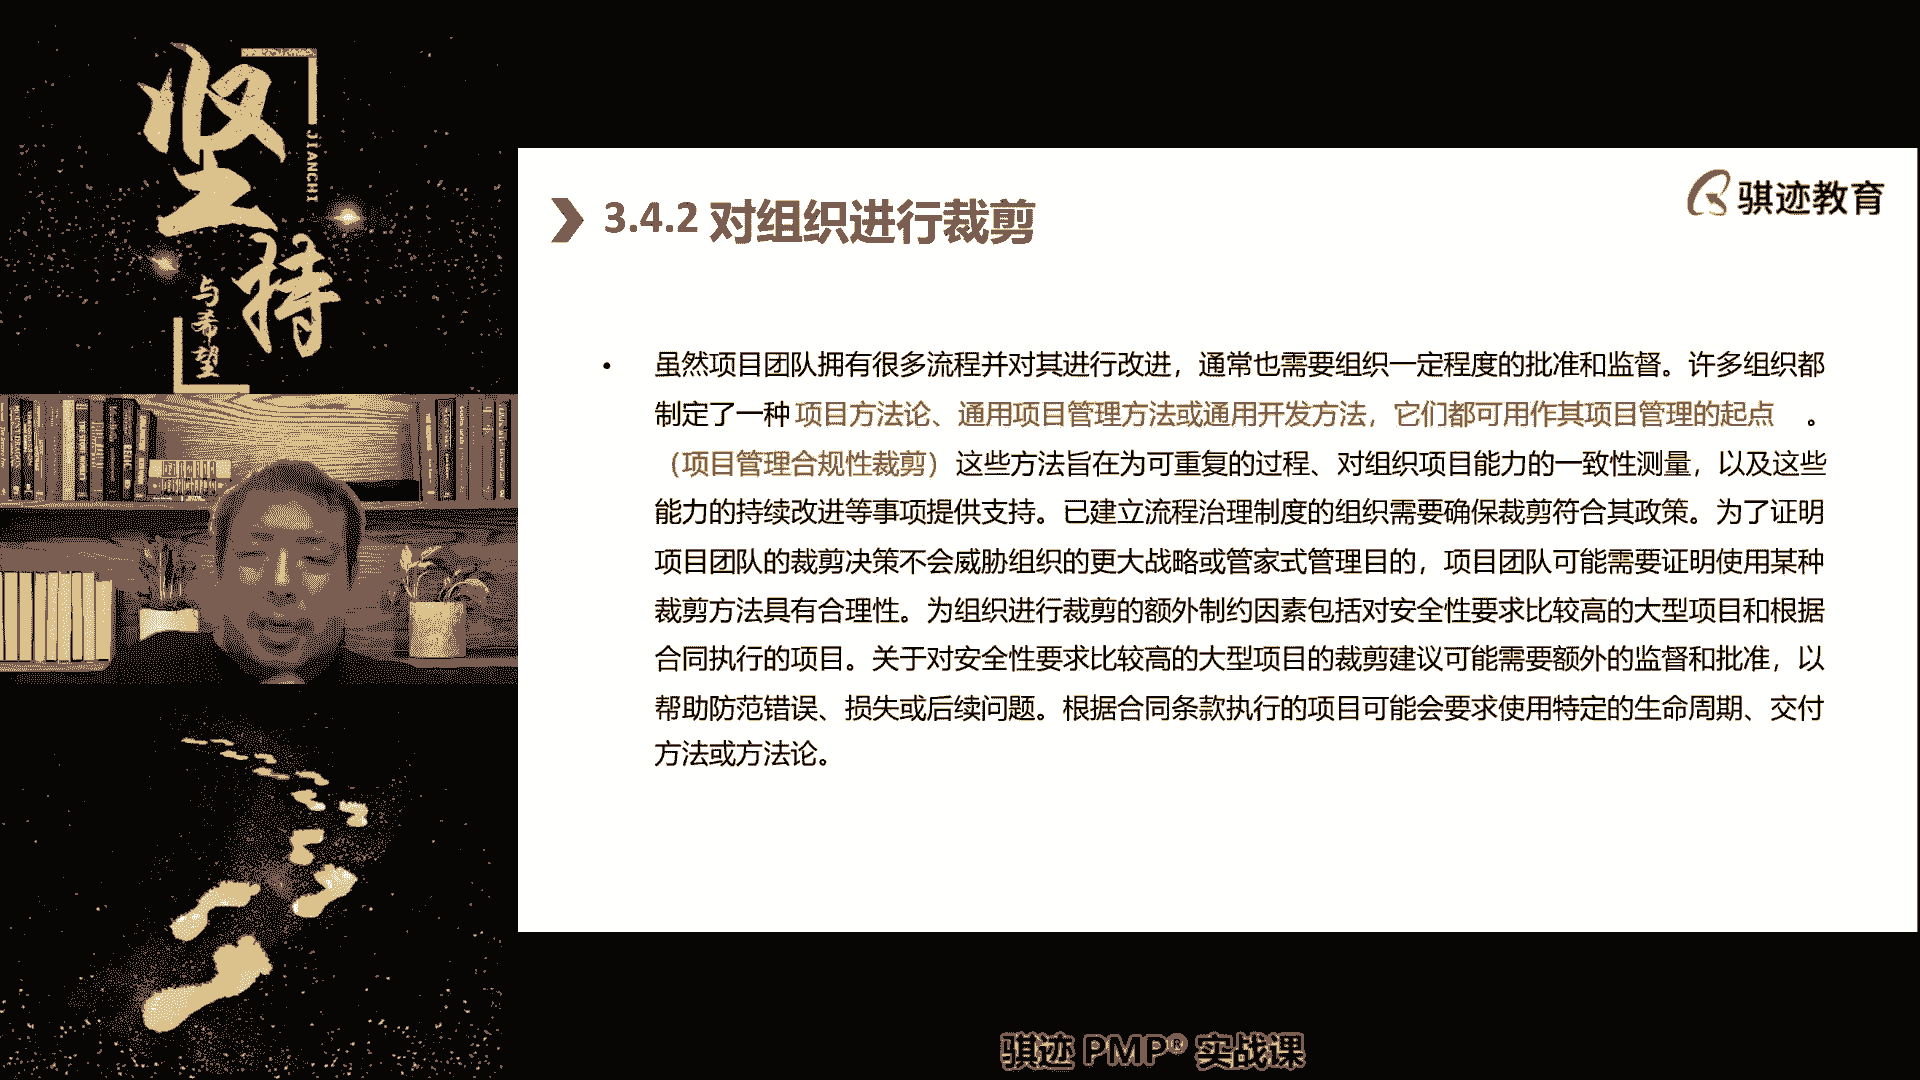 坚持
JIANCHI
与希望
骐迹教育
3.4.2 对组织进行裁剪
• 虽然项目团队拥有很多流程并对其进行改进，通常也需要组织一定程度的批准和监督。许多组织都
制定了一种 项目方法论、通用项目管理方法或通用开发方法，它们都可用作其项目管理的起点 。
（项目管理合规性裁剪）这些方法旨在为可重复的过程、对组织项目能力的一致性测量，以及这些
能力的持续改进等事项提供支持。已建立流程治理制度的组织需要确保裁剪符合其政策。为了证明
项目团队的裁剪决策不会威胁组织的更大战略或管家式管理目的，项目团队可能需要证明使用某种
裁剪方法具有合理性。为组织进行裁剪的额外制约因素包括对安全性要求比较高的大型项目和根据
合同执行的项目。关于对安全性要求比较高的大型项目的裁剪建议可能需要额外的监督和批准，以
帮助防范错误、损失或后续问题。根据合同条款执行的项目可能会要求使用特定的生命周期、交付
方法或方法论。
骐迹 PMP® 实战课